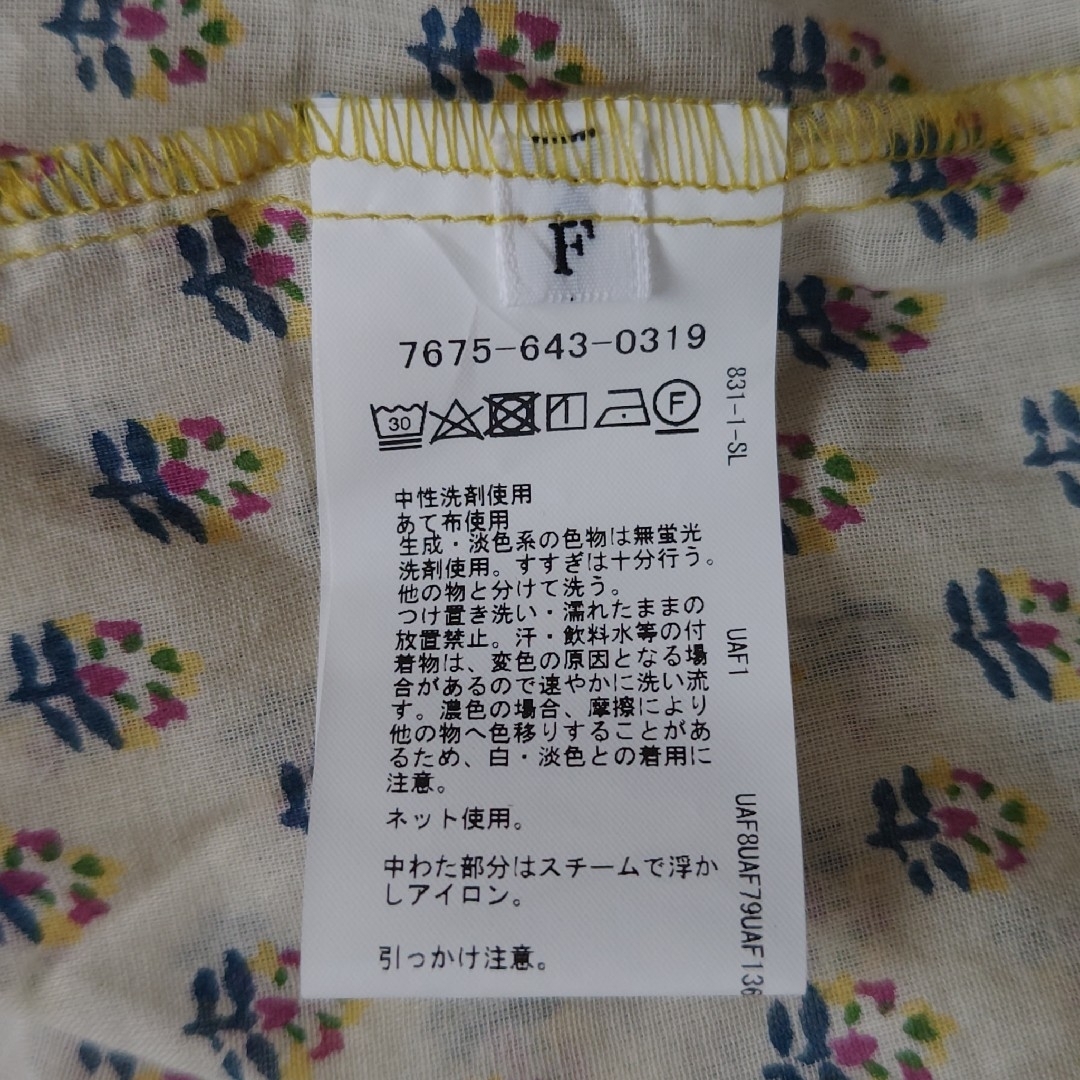 F
7675-643-0319
30
F
831-1-SL
中性洗剤使用
あて布使用
生成・淡色系の色物は無蛍光
洗剤使用。すすぎは十分行う。
他の物と分けて洗う。
つけ置き洗い・濡れたままの
放置禁止。汗・飲料水等の付
着物は、変色の原因となる場
合があるので速やかに洗い流
す。濃色の場合、摩擦により
他の物へ色移りすることがあ
るため、白・淡色との着用に
注意。
ネット使用。
中わた部分はスチームで浮か
しアイロン。
引っかけ注意。
UAF1
UAF8UAF79UAF136